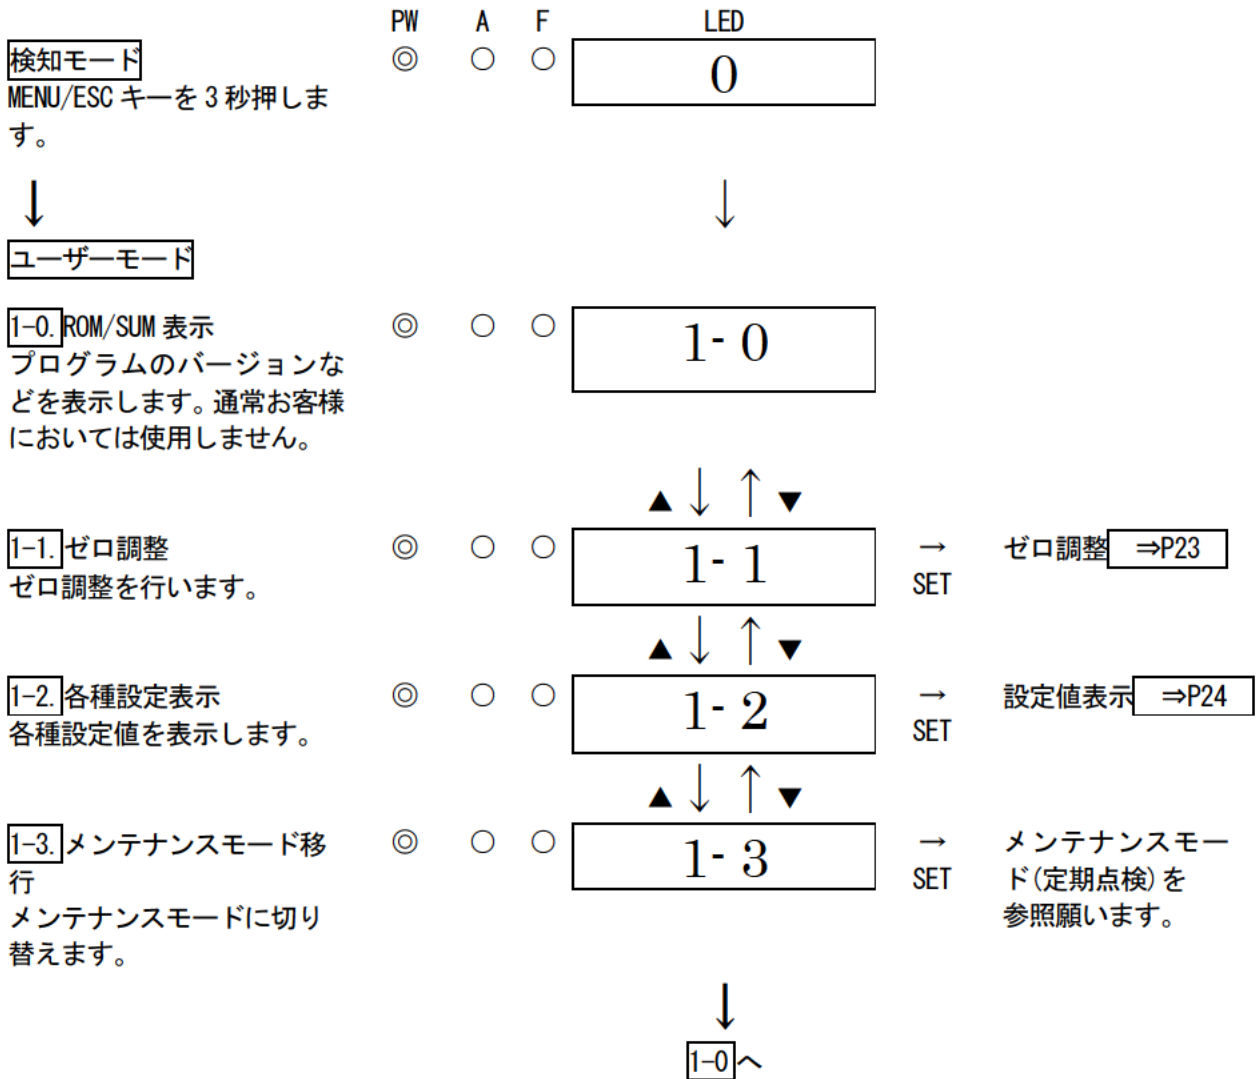 PW A F LED
検知モード ◎ ○ ○ 0
MENU/ESC キーを 3 秒押しま
す。
↓ ↓
ユーザーモード
1-0. ROM/SUM 表示 ◎ ○ ○ 1- 0
プログラムのバージョンな
どを表示します。通常お客様
においては使用しません。
▲ ↓ ↑ ▼
1-1. ゼロ調整 ◎ ○ ○ 1- 1 → ゼロ調整 ⇒P23
ゼロ調整を行います。 SET
▲ ↓ ↑ ▼
1-2. 各種設定表示 ◎ ○ ○ 1- 2 → 設定値表示 ⇒P24
各種設定値を表示します。 SET
▲ ↓ ↑ ▼
1-3. メンテナンスモード移 ◎ ○ ○ 1- 3 → メンテナンスモー
行 SET ド(定期点検)を
メンテナンスモードに切り 参照願います。
替えます。
↓
1-0 へ